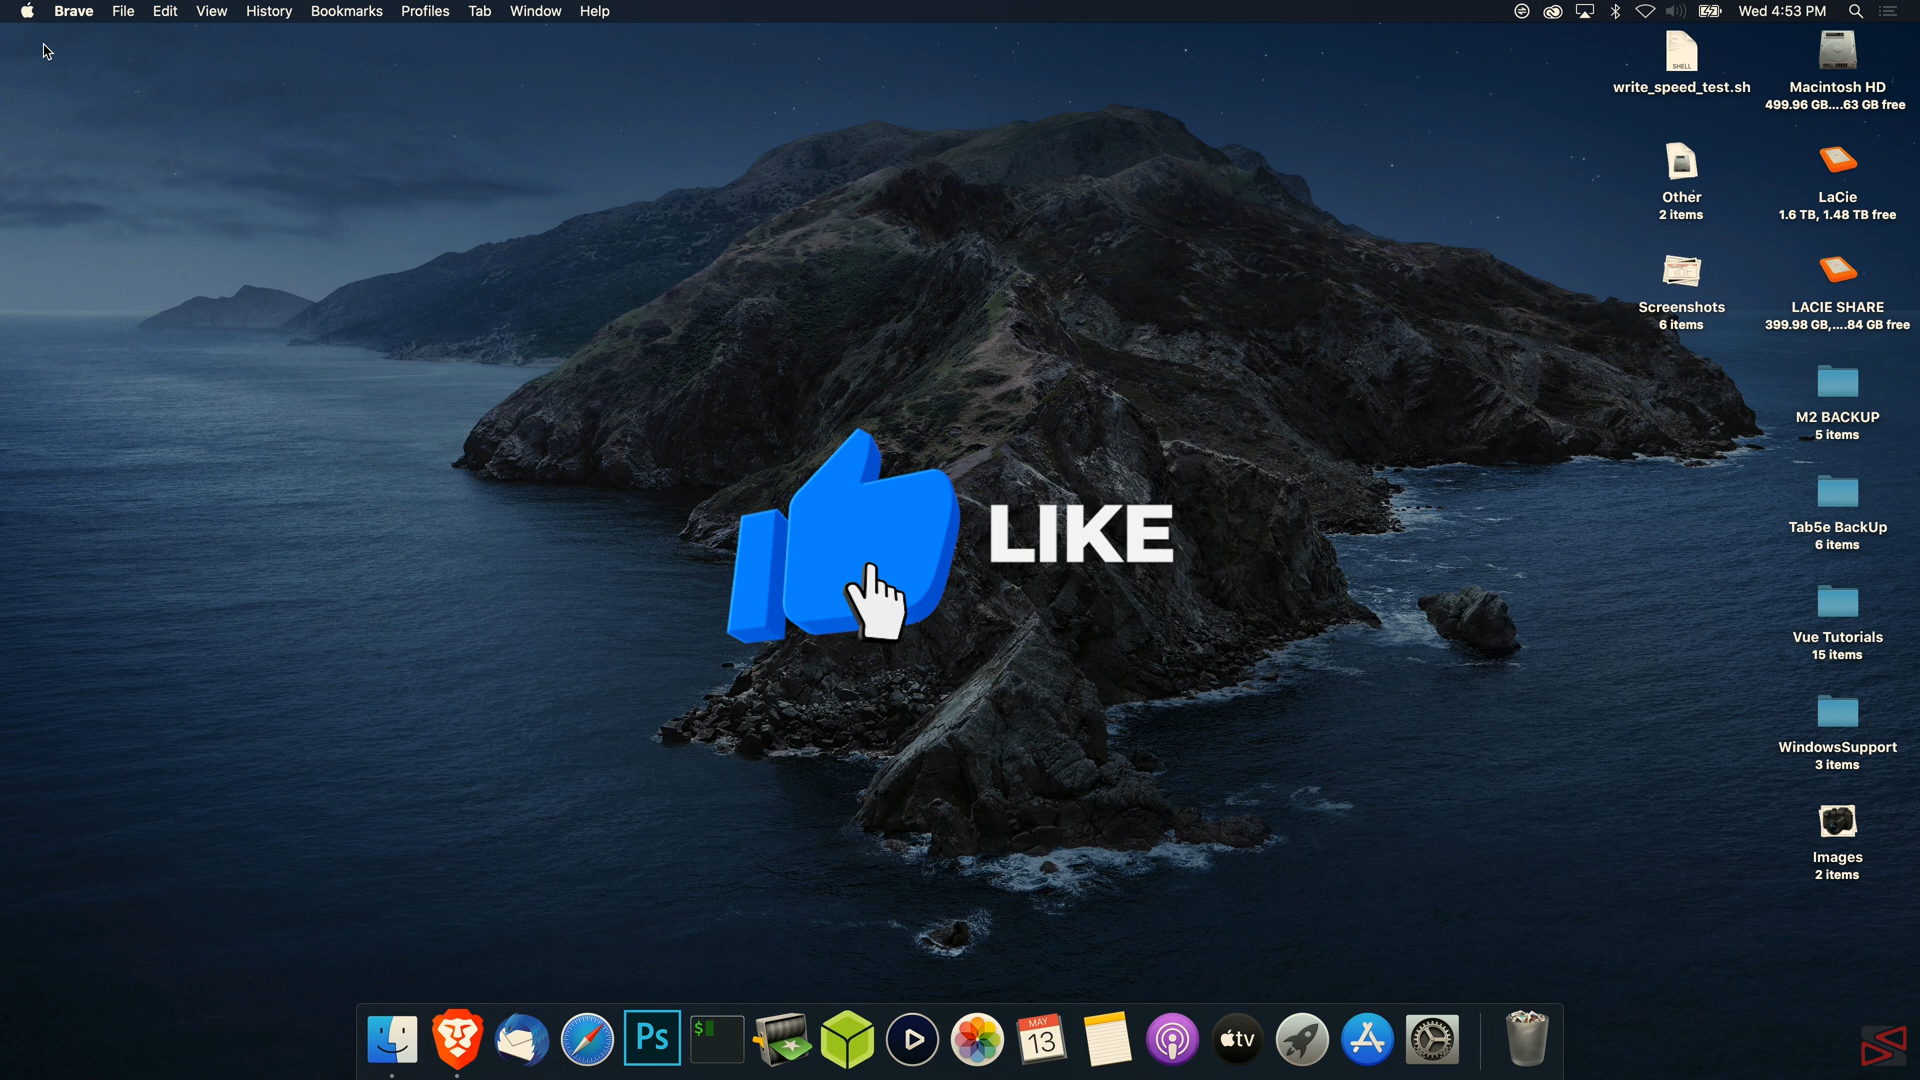 Brave File Edit View History Bookmarks Profiles Tab Window Help
Wed 4:53 PM
SHELL
write_speed_test.sh
Macintosh HD
499.96 GB....63 GB free
Other
2 items
LaCie
1.6 TB, 1.48 TB free
Screenshots
6 items
LACIE SHARE
399.98 GB,....84 GB free
M2 BACKUP
5 items
LIKE
Tab5e BackUp
6 items
Vue Tutorials
15 items
WindowsSupport
3 items
Images
2 items
Ps
$
MAY
13
tv